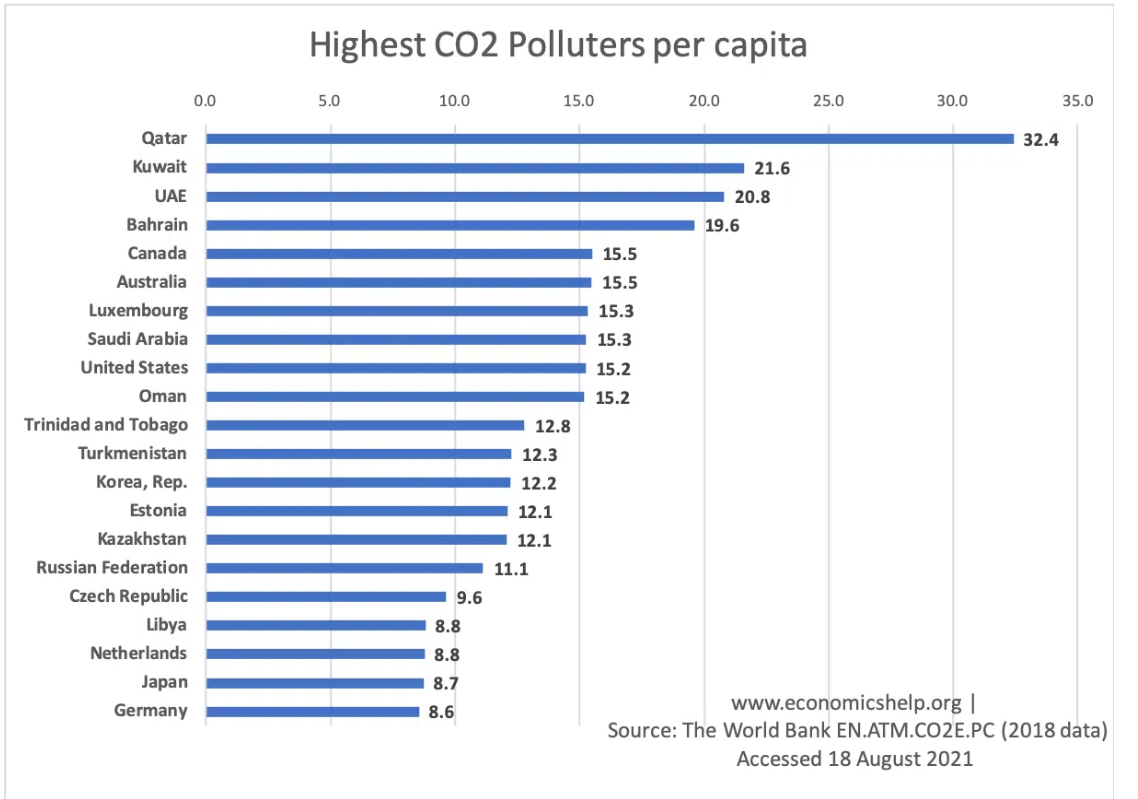 Highest CO2 Polluters per capita
0.0 5.0 10.0 15.0 20.0 25.0 30.0 35.0
Qatar 32.4
Kuwait 21.6
UAE 20.8
Bahrain 19.6
Canada 15.5
Australia 15.5
Luxembourg 15.3
Saudi Arabia 15.3
United States 15.2
Oman 15.2
Trinidad and Tobago 12.8
Turkmenistan 12.3
Korea, Rep. 12.2
Estonia 12.1
Kazakhstan 12.1
Russian Federation 11.1
Czech Republic 9.6
Libya 8.8
Netherlands 8.8
Japan 8.7
Germany 8.6
www.economicshelp.org |
Source: The World Bank EN.ATM.CO2E.PC (2018 data)
Accessed 18 August 2021